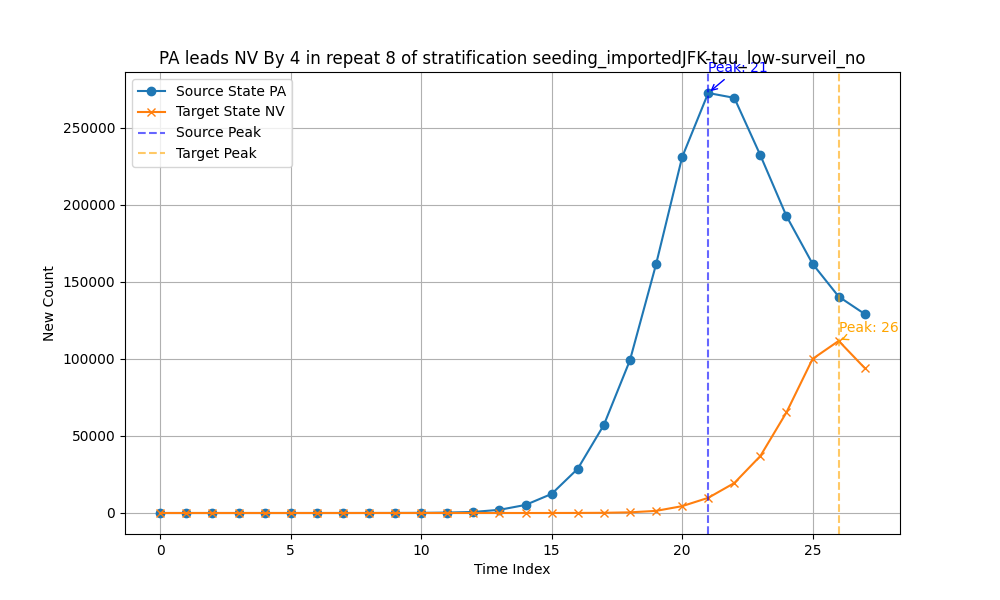 PA leads NV By 4 in repeat 8 of stratification seeding_importedJFK-tau_low-surveil_no
Peak: 21
Source State PA
Target State NV
Source Peak
Target Peak
250000
200000
150000
100000
50000
0
Peak: 26
New Count
0 5 10 15 20 25
Time Index